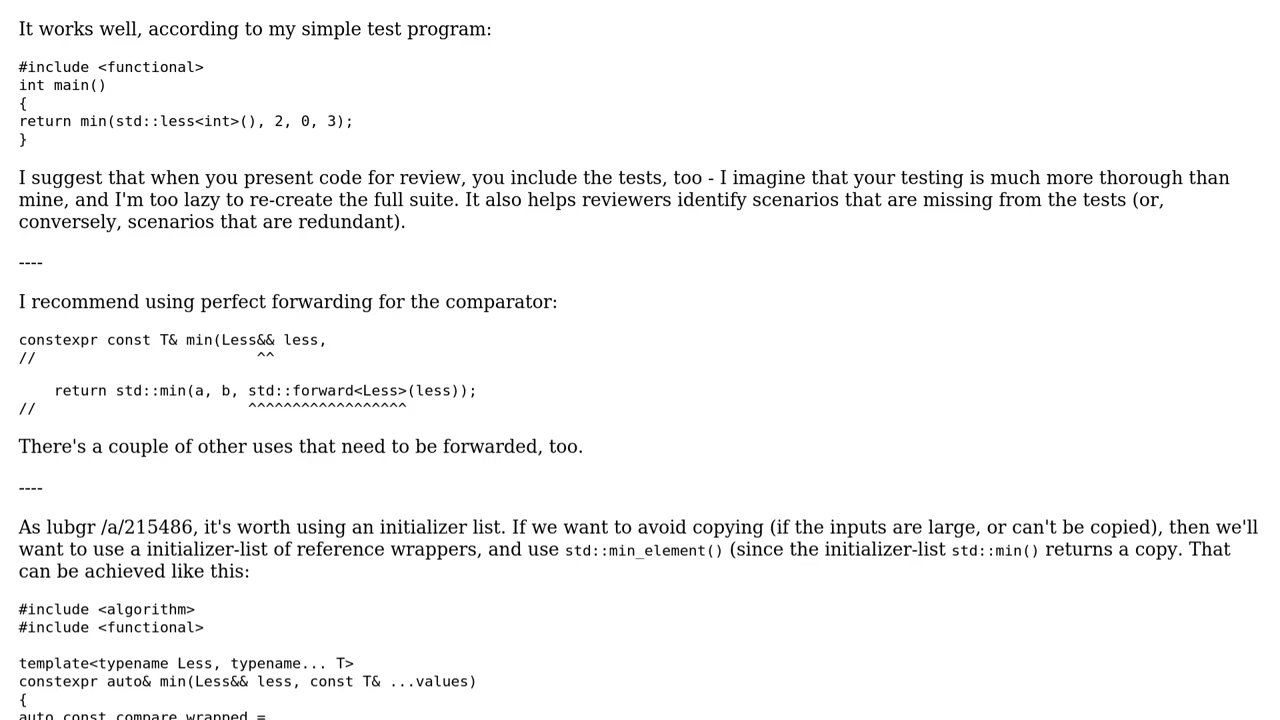 It works well, according to my simple test program:
#include <functional>
int main()
{
return min(std::less<int>(), 2, 0, 3);
}
I suggest that when you present code for review, you include the tests, too - I imagine that your testing is much more thorough than
mine, and I'm too lazy to re-create the full suite. It also helps reviewers identify scenarios that are missing from the tests (or,
conversely, scenarios that are redundant).
----
I recommend using perfect forwarding for the comparator:
constexpr const T& min(Less&& less,
//                         ^^
    return std::min(a, b, std::forward<Less>(less));
//                        ^^^^^^^^^^^^^^^^^^
There's a couple of other uses that need to be forwarded, too.
----
As lubgr /a/215486, it's worth using an initializer list. If we want to avoid copying (if the inputs are large, or can't be copied), then we'll
want to use a initializer-list of reference wrappers, and use std::min_element() (since the initializer-list std::min() returns a copy. That
can be achieved like this:
#include <algorithm>
#include <functional>
template<typename Less, typename... T>
constexpr auto& min(Less&& less, const T& ...values)
{
auto const compare_wrapped =